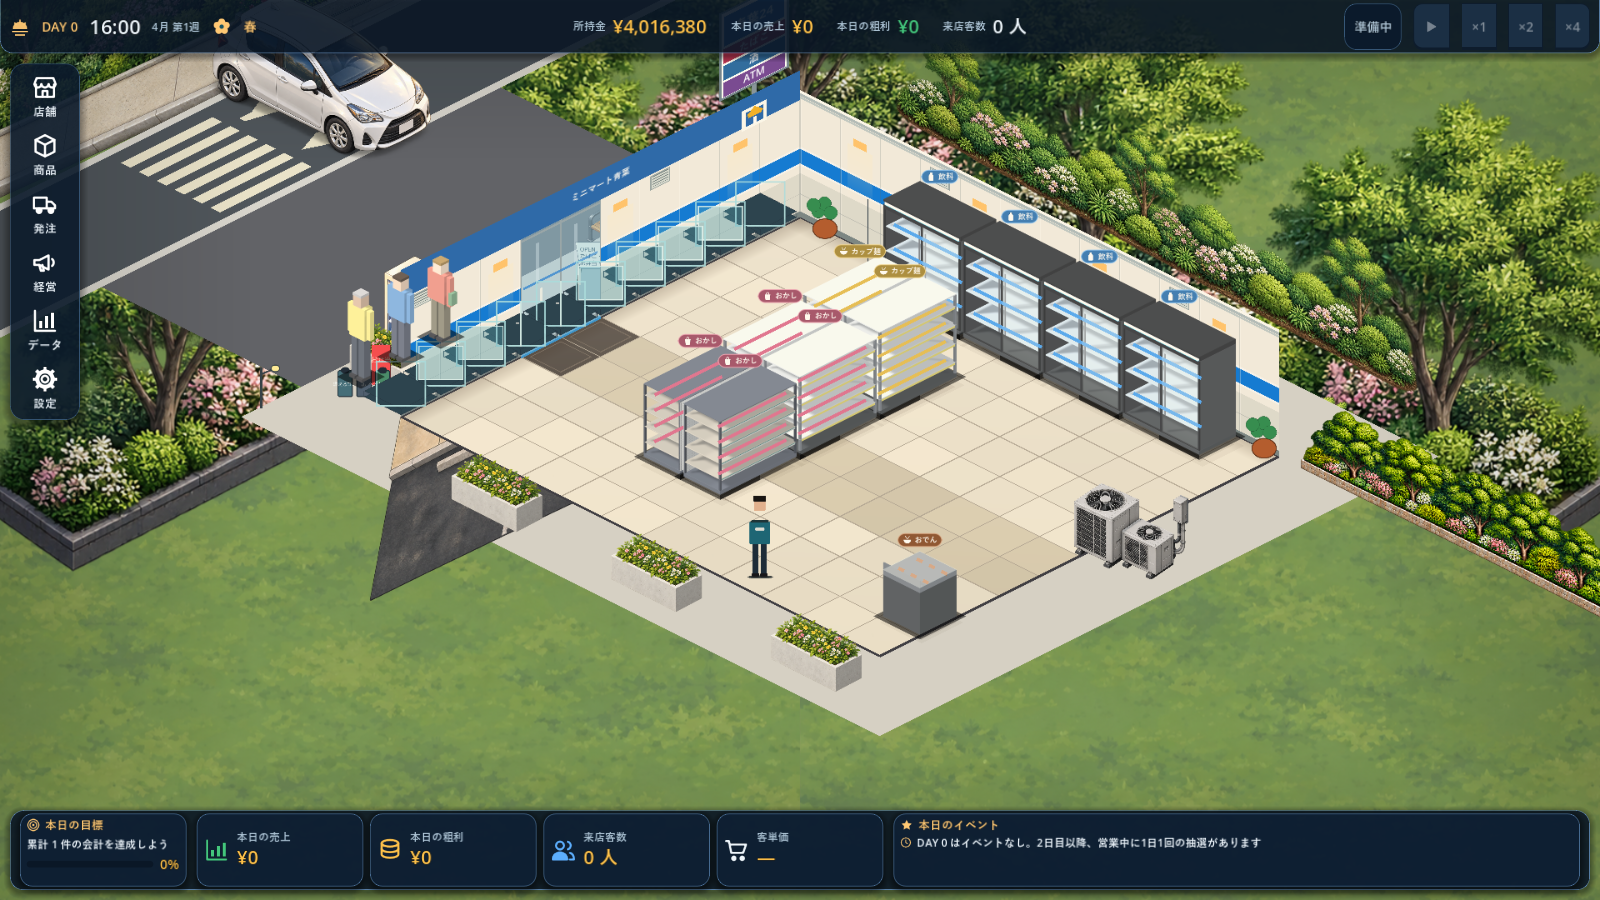 DAY 0 16:00 4月 第1週 春
所持金 ¥4,016,380 本日の売上 ¥0 本日の粗利 ¥0 来店客数 0 人
準備中 ▶ ×1 ×2 ×4
店舗
商品
発注
経営
データ
設定
酒
ATM
ミニマート青葉
OPEN
飲料
飲料
飲料
飲料
カップ麺
カップ麺
おかし
おかし
おかし
おかし
おでん
本日の目標
累計 1 件の会計を達成しよう
0%
本日の売上
¥0
本日の粗利
¥0
来店客数
0 人
客単価
—
本日のイベント
DAY 0 はイベントなし。2日目以降、営業中に1日1回の抽選があります